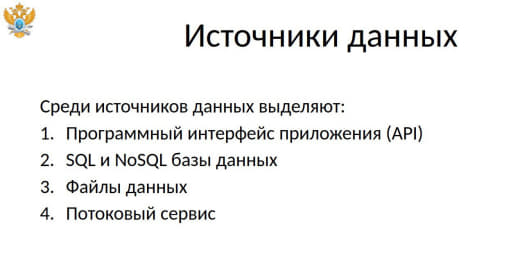 Источники данных
Среди источников данных выделяют:
1. Программный интерфейс приложения (API)
2. SQL и NoSQL базы данных
3. Файлы данных
4. Потоковый сервис